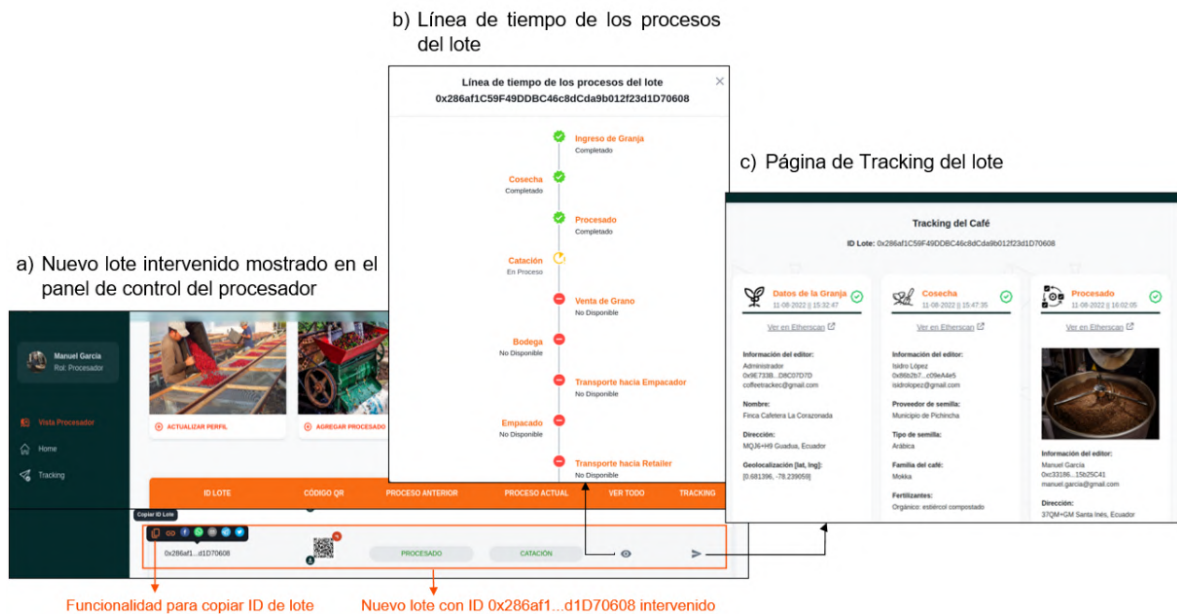 b) Línea de tiempo de los procesos
del lote
Línea de tiempo de los procesos del lote
0x286af1C59F49DDBC46c8dCda9b012f23d1D70608
Ingreso de Granja
Completado
Cosecha
Completado
Procesado
Completado
Catación
En Proceso
Venta de Grano
No Disponible
Bodega
No Disponible
Transporte hacia Empacador
No Disponible
Empacado
No Disponible
Transporte hacia Retailer
No Disponible
c) Página de Tracking del lote
Tracking del Café
ID Lote: 0x286af1C59F49DDBC46c8dCda9b012f23d1D70608
Datos de la Granja
11-08-2022 || 15:32:47
Ver en Etherscan
Información del editor:
Administrador
0x9E733B...D8C07D7D
coffeetrackec@gmail.com
Nombre:
Finca Cafetera La Corazonada
Dirección:
MQJ6+H9 Guadua, Ecuador
Geolocalización [lat, lng]:
[0.681396, -78.239059]
Cosecha
11-08-2022 || 15:47:35
Ver en Etherscan
Información del editor:
Isidro López
0x86b2b7...c09eA4e5
isidrolopez@gmail.com
Proveedor de semilla:
Municipio de Pichincha
Tipo de semilla:
Arábica
Familia del café:
Mokka
Fertilizantes:
Orgánico: estiércol compostado
Procesado
11-08-2022 || 16:02:05
Ver en Etherscan
Información del editor:
Manuel García
0xc33186...15b25C41
manuel.garcia@gmail.com
Dirección:
37QM+GM Santa Inés, Ecuador
a) Nuevo lote intervenido mostrado en el
panel de control del procesador
Manuel García
Rol: Procesador
Vista Procesador
Home
Tracking
ACTUALIZAR PERFIL
AGREGAR PROCESADO
ID LOTE CÓDIGO QR PROCESO ANTERIOR PROCESO ACTUAL VER TODO TRACKING
Copiar ID Lote
0x286af1...d1D70608 PROCESADO CATACIÓN
Funcionalidad para copiar ID de lote
Nuevo lote con ID 0x286af1...d1D70608 intervenido